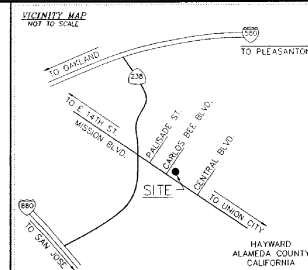 VICINITY MAP
NOT TO SCALE
580
TO PLEASANTON
TO OAKLAND
238
TO E 14TH ST.
MISSION BLVD.
PALISADE ST.
CARLOS BEE BLVD.
CENTRAL BLVD.
SITE
TO UNION CITY
880
TO SAN JOSE
HAYWARD
ALAMEDA COUNTY
CALIFORNIA